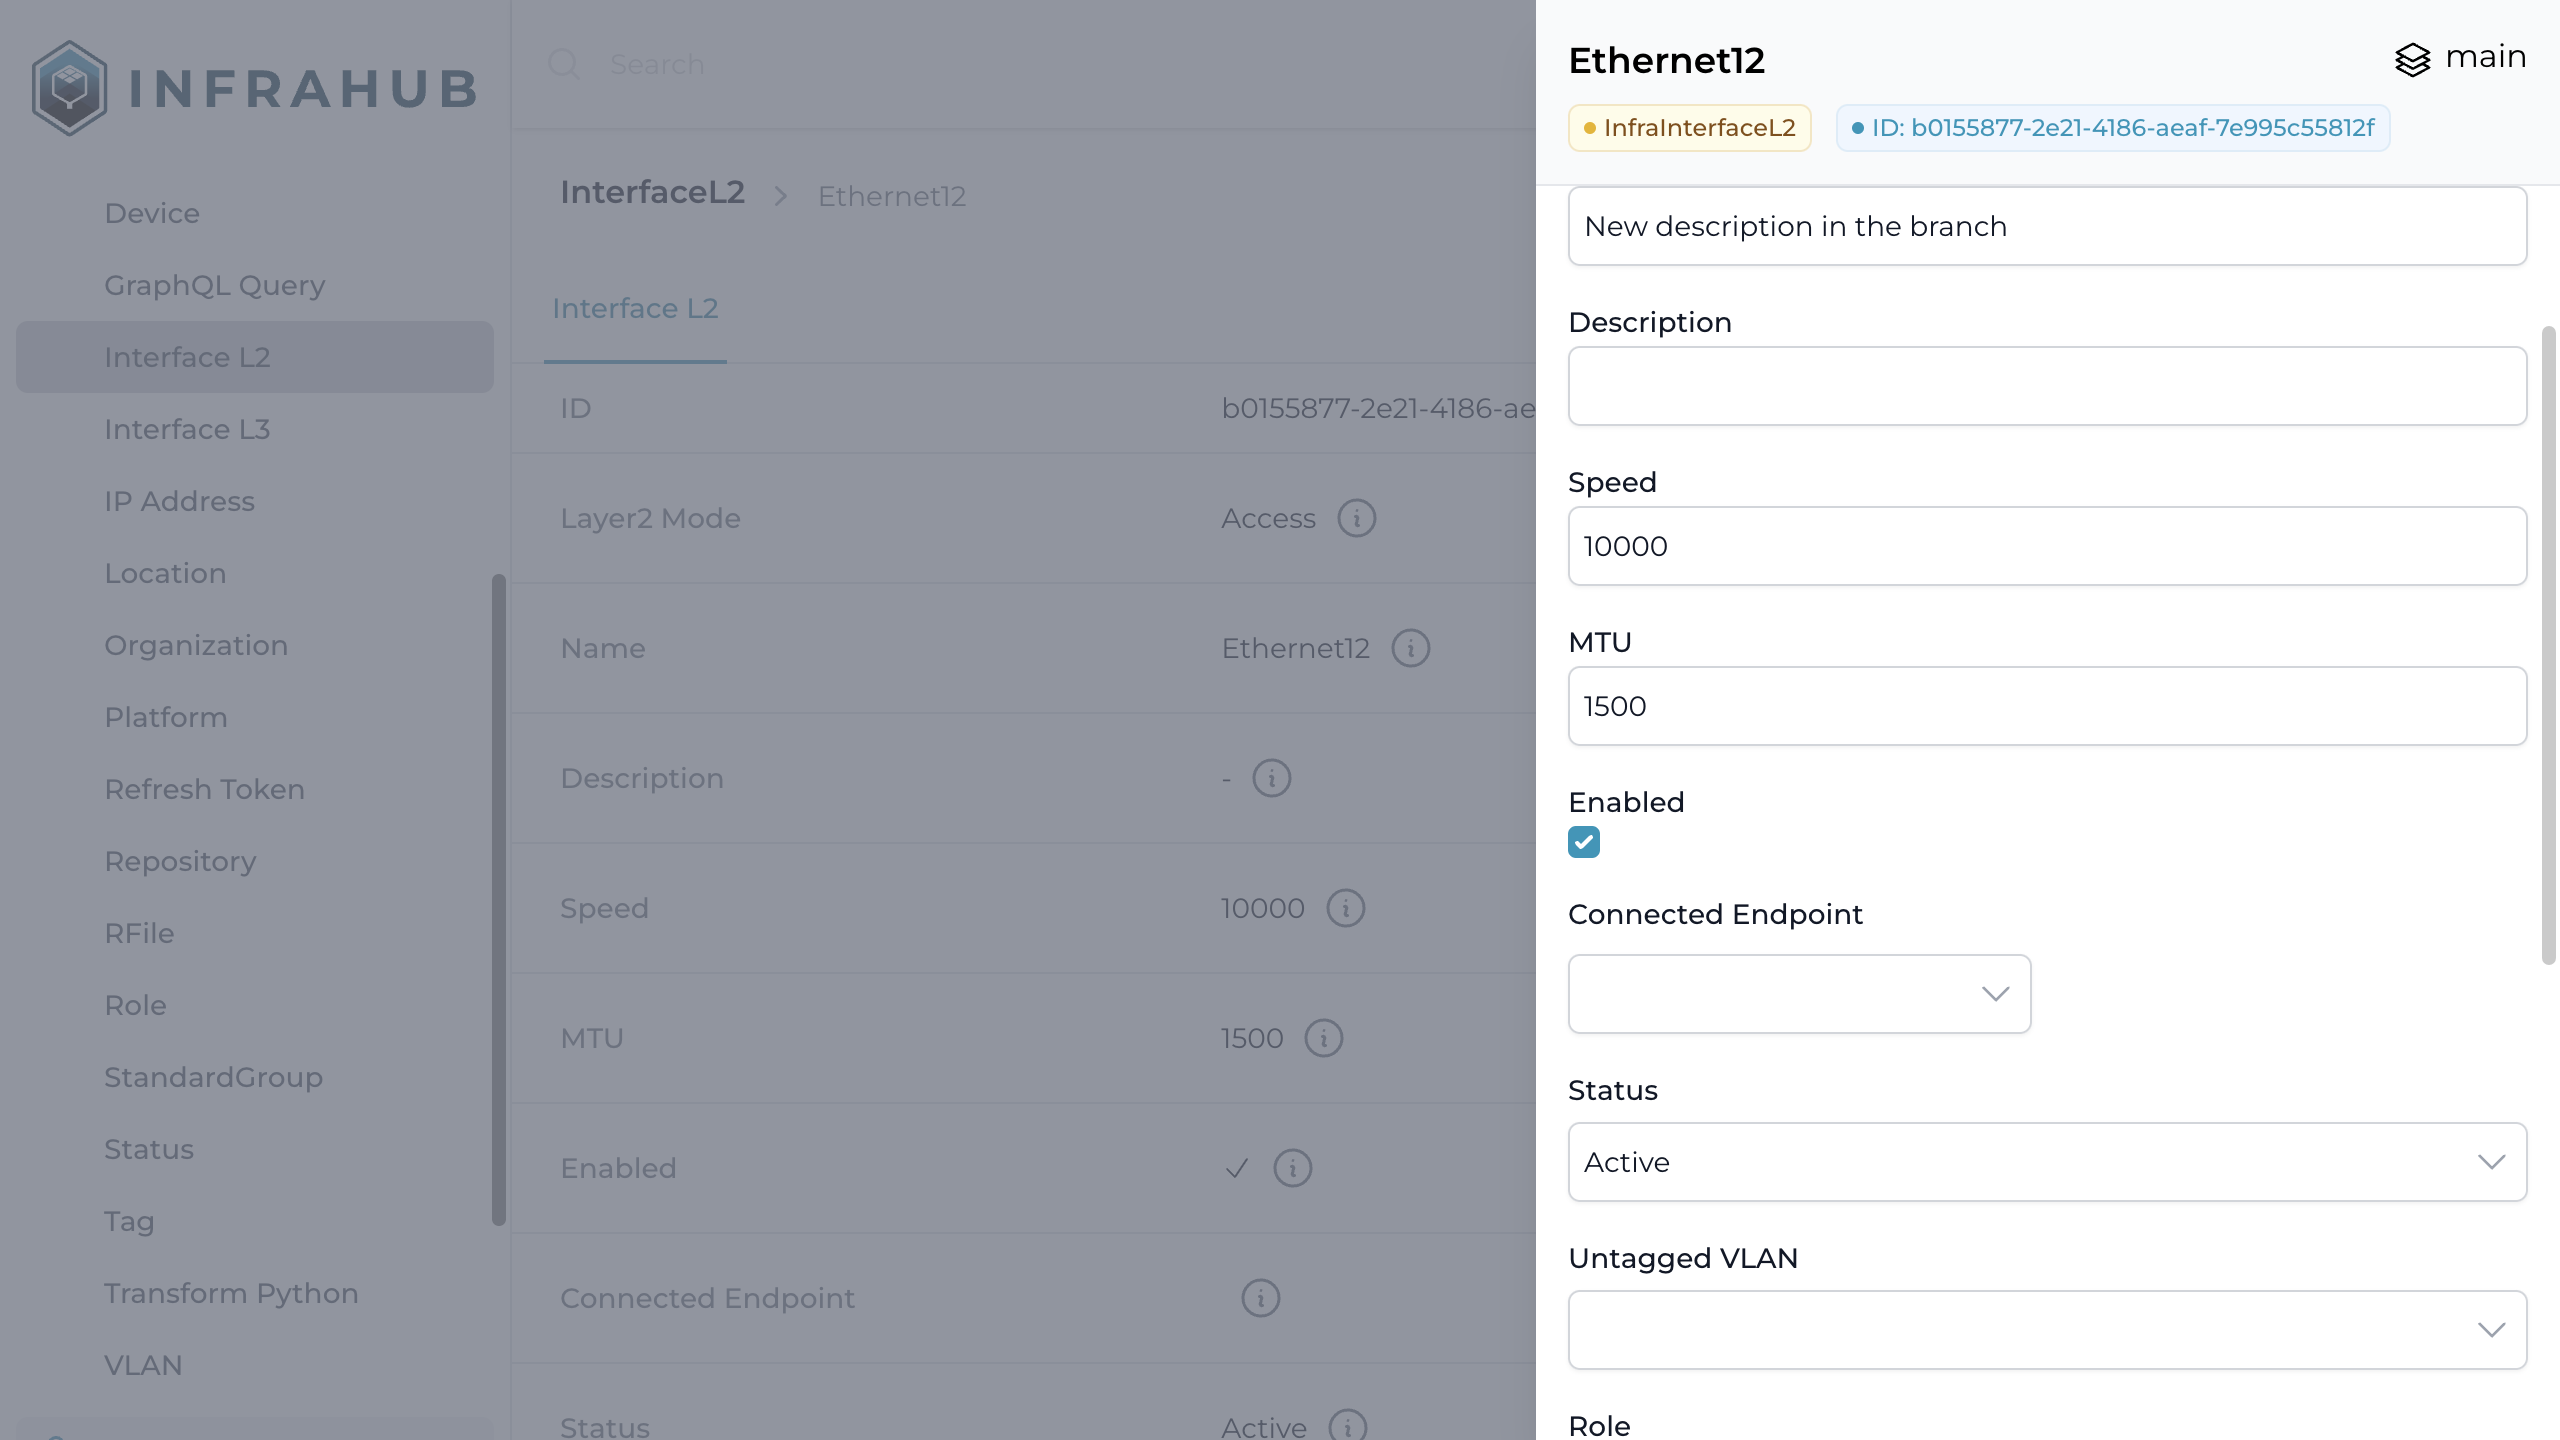 INFRAHUB
Device
GraphQL Query
Interface L2
Interface L3
IP Address
Location
Organization
Platform
Refresh Token
Repository
RFile
Role
StandardGroup
Status
Tag
Transform Python
VLAN
Search
InterfaceL2 > Ethernet12
Interface L2
ID b0155877-2e21-4186-ae
Layer2 Mode Access
Name Ethernet12
Description -
Speed 10000
MTU 1500
Enabled
Connected Endpoint
Status Active
Ethernet12 main
InfraInterfaceL2 ID: b0155877-2e21-4186-aeaf-7e995c55812f
New description in the branch
Description
Speed
10000
MTU
1500
Enabled
Connected Endpoint
Status
Active
Untagged VLAN
Role